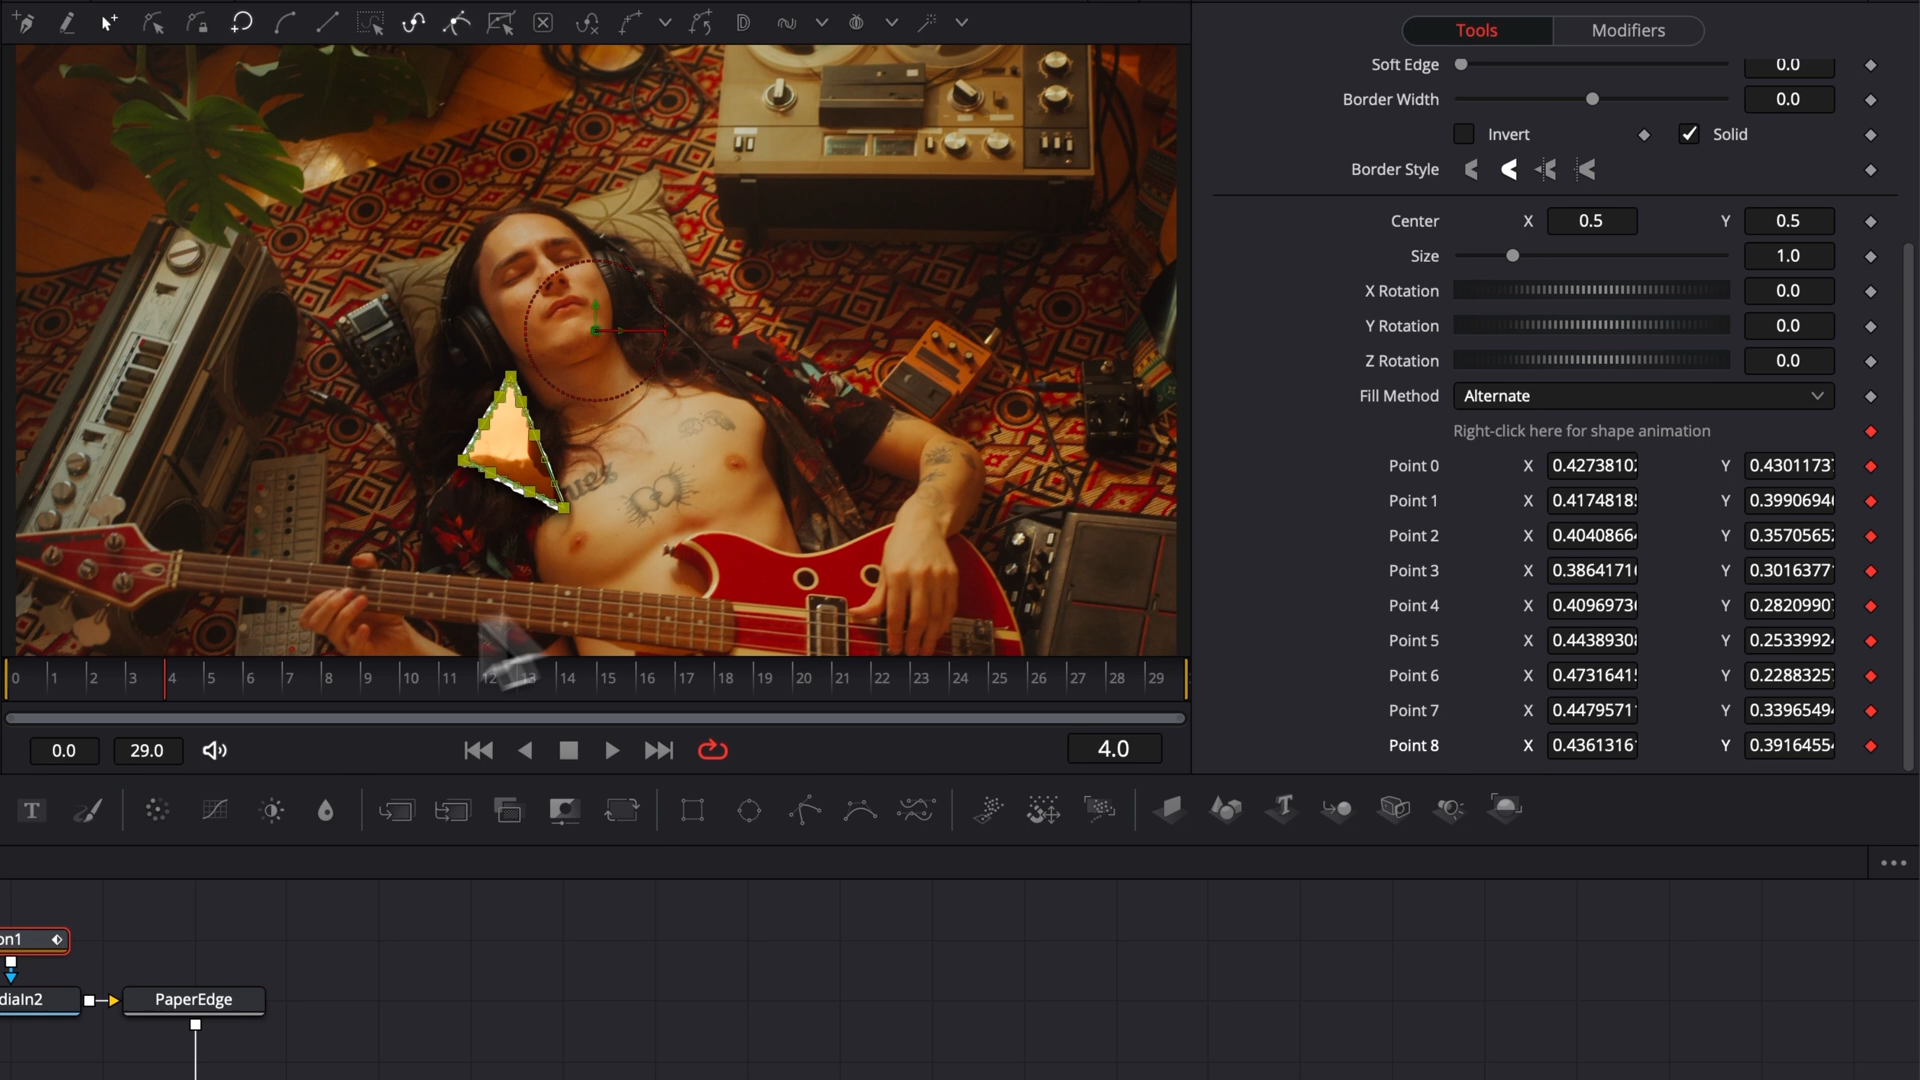 Tools
Modifiers
Soft Edge 0.0
Border Width 0.0
Invert Solid
Border Style
Center X 0.5 Y 0.5
Size 1.0
X Rotation 0.0
Y Rotation 0.0
Z Rotation 0.0
Fill Method Alternate
Right-click here for shape animation
Point 0 X 0.4273810 Y 0.4301173
Point 1 X 0.4174818 Y 0.3990694
Point 2 X 0.4040866 Y 0.3570565
Point 3 X 0.3864171 Y 0.3016377
Point 4 X 0.4096973 Y 0.2820990
Point 5 X 0.4438930 Y 0.2533992
Point 6 X 0.4731641 Y 0.2288325
Point 7 X 0.4479571 Y 0.3396549
Point 8 X 0.4361316 Y 0.3916455
0 1 2 3 4 5 6 7 8 9 10 11 12 13 14 15 16 17 18 19 20 21 22 23 24 25 26 27 28 29
0.0 29.0 4.0
T
on1
diaIn2 PaperEdge